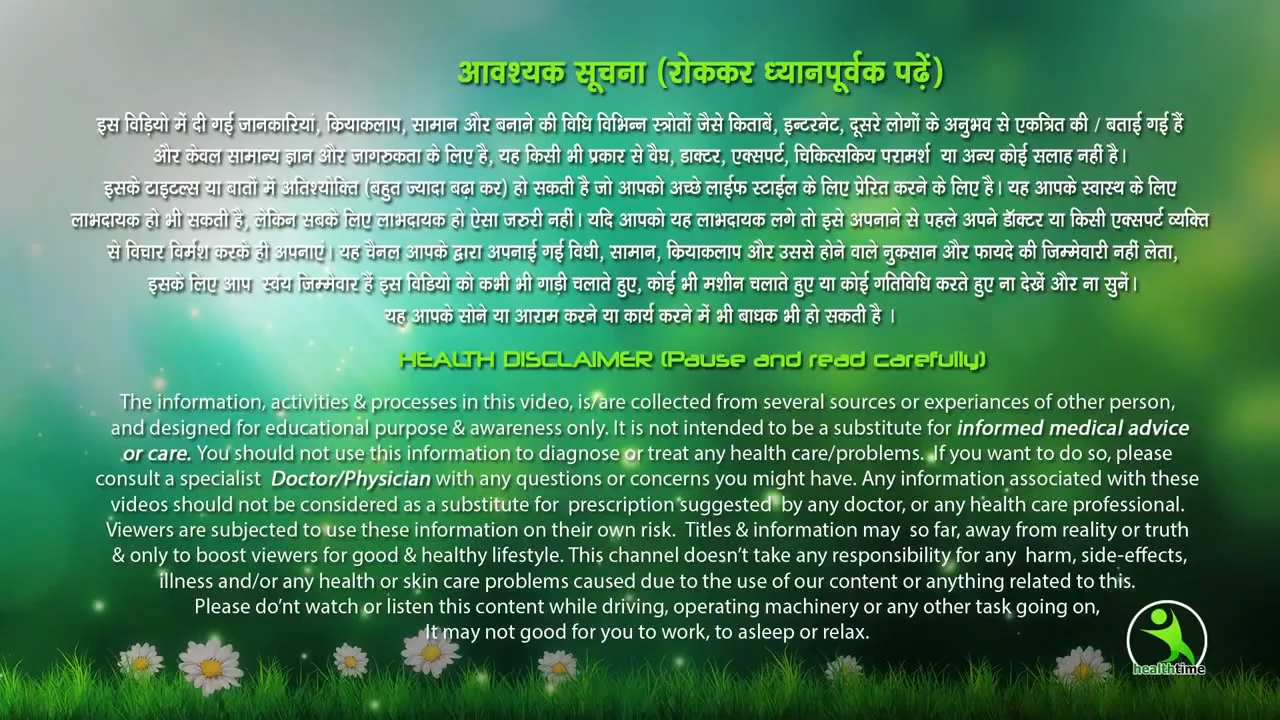 आवश्यक सूचना (रोककर ध्यानपूर्वक पढ़ें)
इस विड़ियो में दी गई जानकारियां, क्रियाकलाप, सामान और बनाने की विधि विभिन्न स्त्रोतों जैसे किताबें, इन्टरनेट, दूसरे लोगों के अनुभव से एकत्रित की / बताई गई हैं
और केवल सामान्य ज्ञान और जागरुकता के लिए है, यह किसी भी प्रकार से वैघ, डाक्टर, एक्सपर्ट, चिकित्सकिय परामर्श या अन्य कोई सलाह नहीं है।
इसके टाइटल्स या बातों में अतिश्योक्ति (बहुत ज्यादा बढ़ा कर) हो सकती है जो आपको अच्छे लाईफ स्टाईल के लिए प्रेरित करने के लिए है। यह आपके स्वास्थ के लिए
लाभदायक हो भी सकती है, लेकिन सबके लिए लाभदायक हो ऐसा जरुरी नहीं। यदि आपको यह लाभदायक लगे तो इसे अपनाने से पहले अपने डॉक्टर या किसी एक्सपर्ट व्यक्ति
से विचार विर्मश करके ही अपनाएं। यह चैनल आपके द्वारा अपनाई गई विधी, सामान, क्रियाकलाप और उससे होने वाले नुकसान और फायदे की जिम्मेवारी नहीं लेता,
इसके लिए आप स्वंय जिम्मेवार हैं इस विडियो को कभी भी गाड़ी चलाते हुए, कोई भी मशीन चलाते हुए या कोई गतिविधि करते हुए ना देखें और ना सुनें।
यह आपके सोने या आराम करने या कार्य करने में भी बाधक भी हो सकती है ।
HEALTH DISCLAIMER (Pause and read carefully)
The information, activities & processes in this video, is/are collected from several sources or experiances of other person,
and designed for educational purpose & awareness only. It is not intended to be a substitute for informed medical advice
or care. You should not use this information to diagnose or treat any health care/problems. If you want to do so, please
consult a specialist Doctor/Physician with any questions or concerns you might have. Any information associated with these
videos should not be considered as a substitute for prescription suggested by any doctor, or any health care professional.
Viewers are subjected to use these information on their own risk. Titles & information may so far, away from reality or truth
& only to boost viewers for good & healthy lifestyle. This channel doesn't take any responsibility for any harm, side-effects,
illness and/or any health or skin care problems caused due to the use of our content or anything related to this.
Please do'nt watch or listen this content while driving, operating machinery or any other task going on,
It may not good for you to work, to asleep or relax.
healthtime